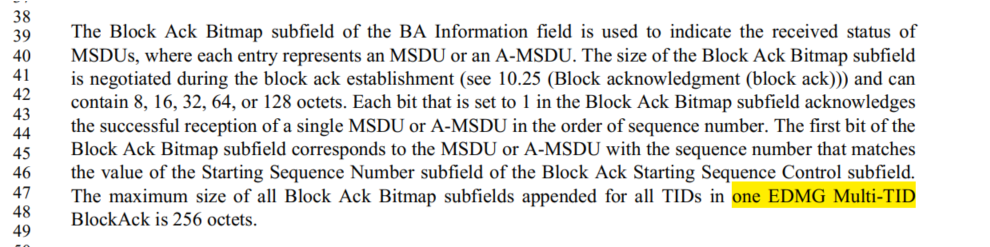 38
39 The Block Ack Bitmap subfield of the BA Information field is used to indicate the received status of
40 MSDUs, where each entry represents an MSDU or an A-MSDU. The size of the Block Ack Bitmap subfield
41 is negotiated during the block ack establishment (see 10.25 (Block acknowledgment (block ack))) and can
42 contain 8, 16, 32, 64, or 128 octets. Each bit that is set to 1 in the Block Ack Bitmap subfield acknowledges
43
44 the successful reception of a single MSDU or A-MSDU in the order of sequence number. The first bit of the
45 Block Ack Bitmap subfield corresponds to the MSDU or A-MSDU with the sequence number that matches
46 the value of the Starting Sequence Number subfield of the Block Ack Starting Sequence Control subfield.
47 The maximum size of all Block Ack Bitmap subfields appended for all TIDs in one EDMG Multi-TID
48 BlockAck is 256 octets.
49